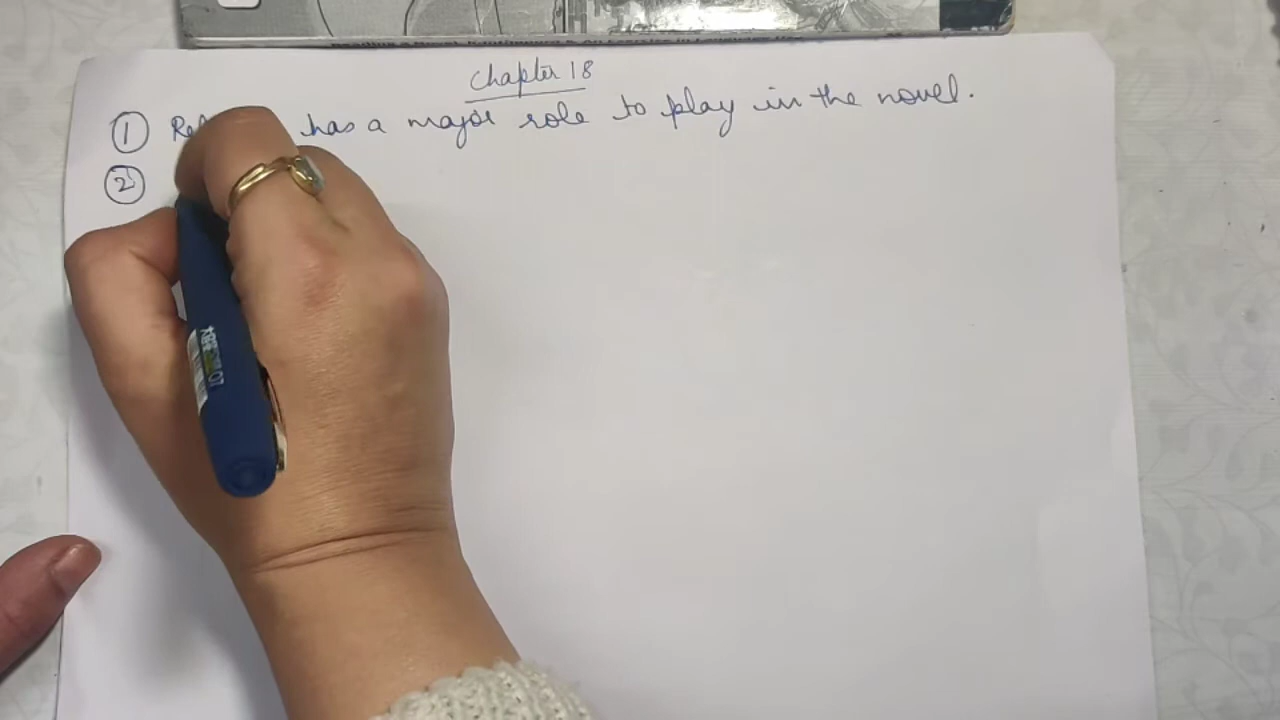 Chapter 18
① has a major role to play in the novel.
②